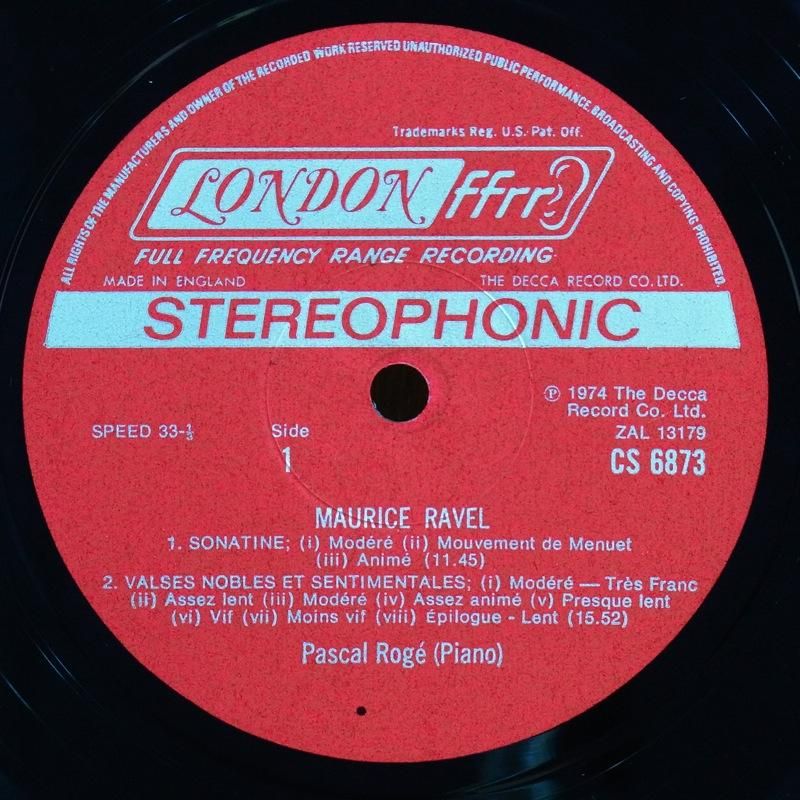 ALL RIGHTS OF THE MANUFACTURERS AND OWNER OF THE RECORDED WORK RESERVED UNAUTHORIZED PUBLIC PERFORMANCE BROADCASTING AND COPYING PROHIBITED
Trademarks Reg. U.S. Pat. Off.
LONDON ffrr
FULL FREQUENCY RANGE RECORDING
MADE IN ENGLAND THE DECCA RECORD CO. LTD.
STEREOPHONIC
℗ 1974 The Decca
Record Co. Ltd.
SPEED 33-⅓ Side ZAL 13179
1 CS 6873
MAURICE RAVEL
1. SONATINE; (i) Modéré (ii) Mouvement de Menuet
(iii) Animé (11.45)
2. VALSES NOBLES ET SENTIMENTALES; (i) Modéré — Très Franc
(ii) Assez lent (iii) Modéré (iv) Assez animé (v) Presque lent
(vi) Vif (vii) Moins vif (viii) Épilogue - Lent (15.52)
Pascal Rogé (Piano)